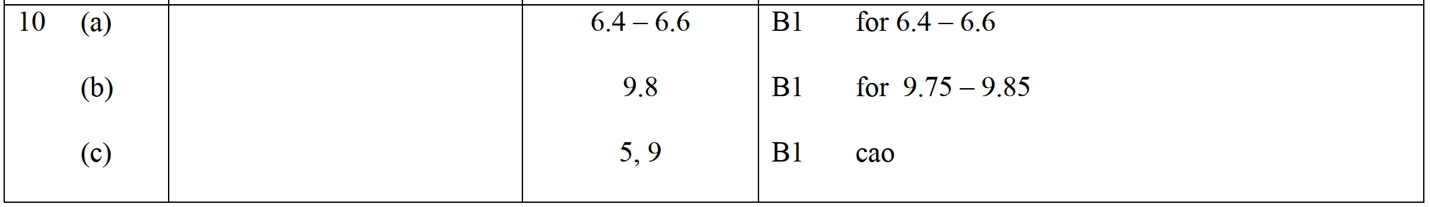 10 (a) 6.4 – 6.6 B1 for 6.4 – 6.6
(b) 9.8 B1 for 9.75 – 9.85
(c) 5, 9 B1 cao